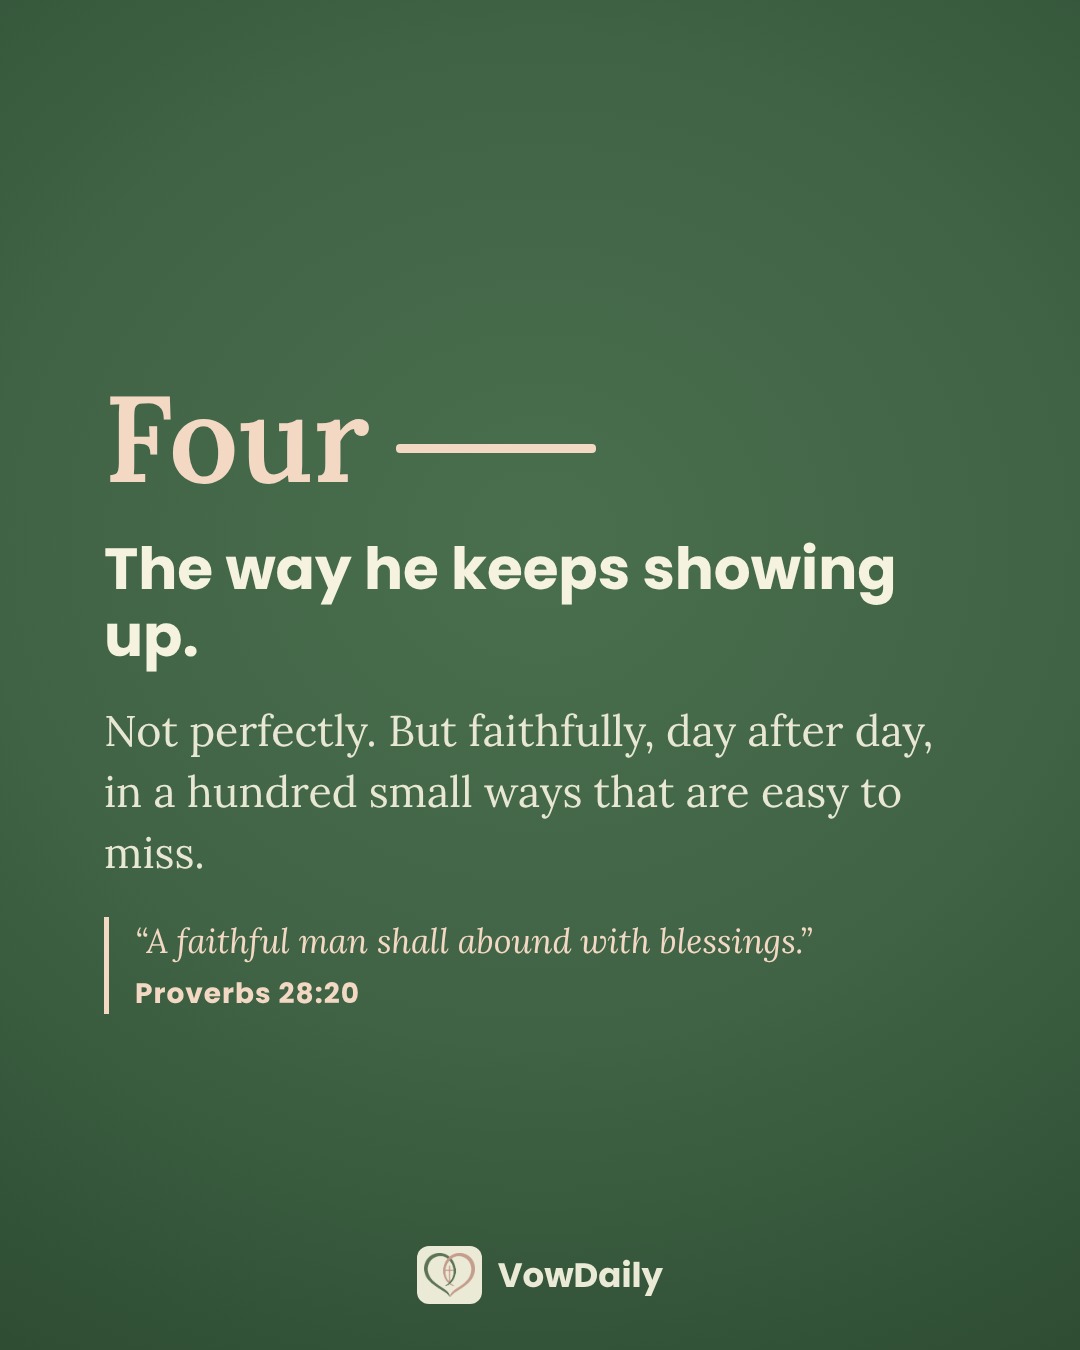 Four
The way he keeps showing
up.
Not perfectly. But faithfully, day after day,
in a hundred small ways that are easy to
miss.
“A faithful man shall abound with blessings.”
Proverbs 28:20
VowDaily